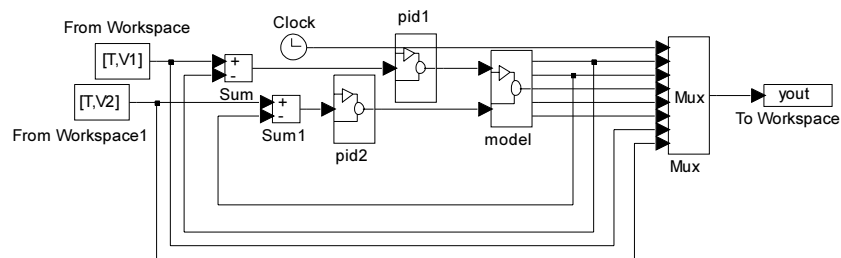 From Workspace
[T,V1]
+
-
Sum
Clock
pid1
[T,V2]
From Workspace1
+
-
Sum1
pid2
model
Mux
Mux
yout
To Workspace